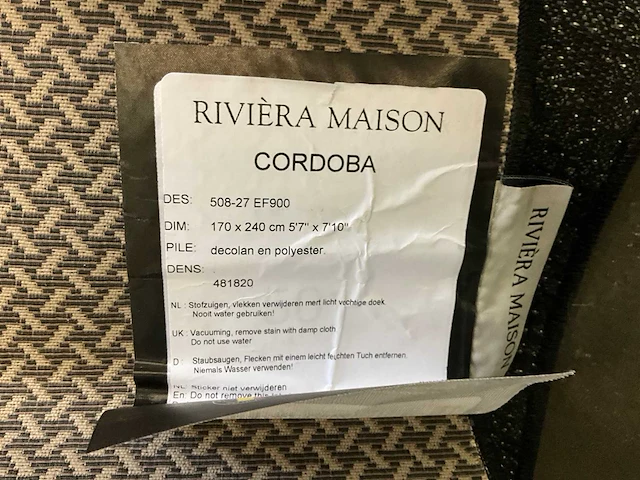 RIVIÈRA MAISON
CORDOBA
DES: 508-27 EF900
DIM: 170 x 240 cm 5'7" x 7'10"
PILE: decolan en polyester.
DENS:
481820
NL : Stofzuigen, vlekken verwijderen mert licht vochtige doek.
Nooit water gebruiken!
UK : Vacuuming, remove stain with damp cloth
Do not use water
D : Staubsaugen, Flecken mit einem leicht feuchten Tuch entfernen.
Niemals Wasser verwenden!
NL: Sticker niet verwijderen
En: Do not remove this
RIVIÈRA MAISON